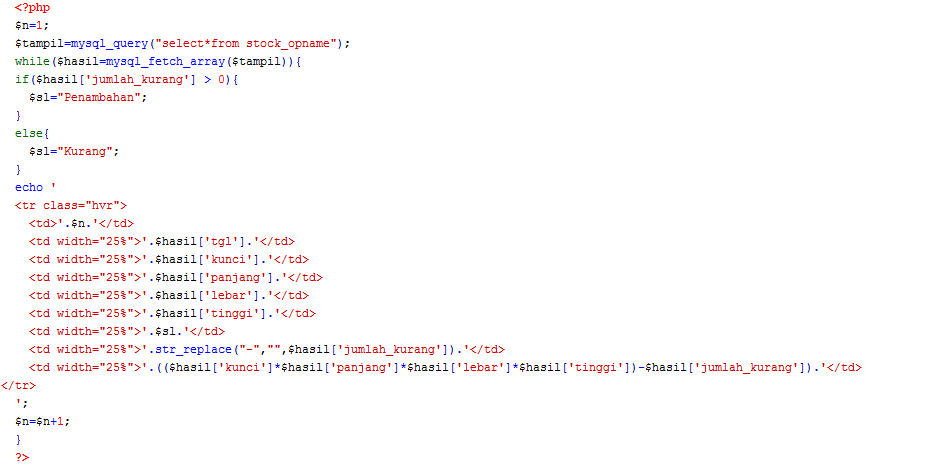 <?php
$n=1;
$tampil=mysql_query("select*from stock_opname");
while($hasil=mysql_fetch_array($tampil)){
if($hasil['jumlah_kurang'] > 0){
$sl="Penambahan";
}
else{
$sl="Kurang";
}
echo '
<tr class="hvr">
<td>'.$n.'</td>
<td width="25%">'.$hasil['tgl'].'</td>
<td width="25%">'.$hasil['kunci'].'</td>
<td width="25%">'.$hasil['panjang'].'</td>
<td width="25%">'.$hasil['lebar'].'</td>
<td width="25%">'.$hasil['tinggi'].'</td>
<td width="25%">'.$sl.'</td>
<td width="25%">'.str_replace("-","",$hasil['jumlah_kurang']).'</td>
<td width="25%">'.(($hasil['kunci']*$hasil['panjang']*$hasil['lebar']*$hasil['tinggi'])-$hasil['jumlah_kurang']).'</td>
</tr>
';
$n=$n+1;
}
?>